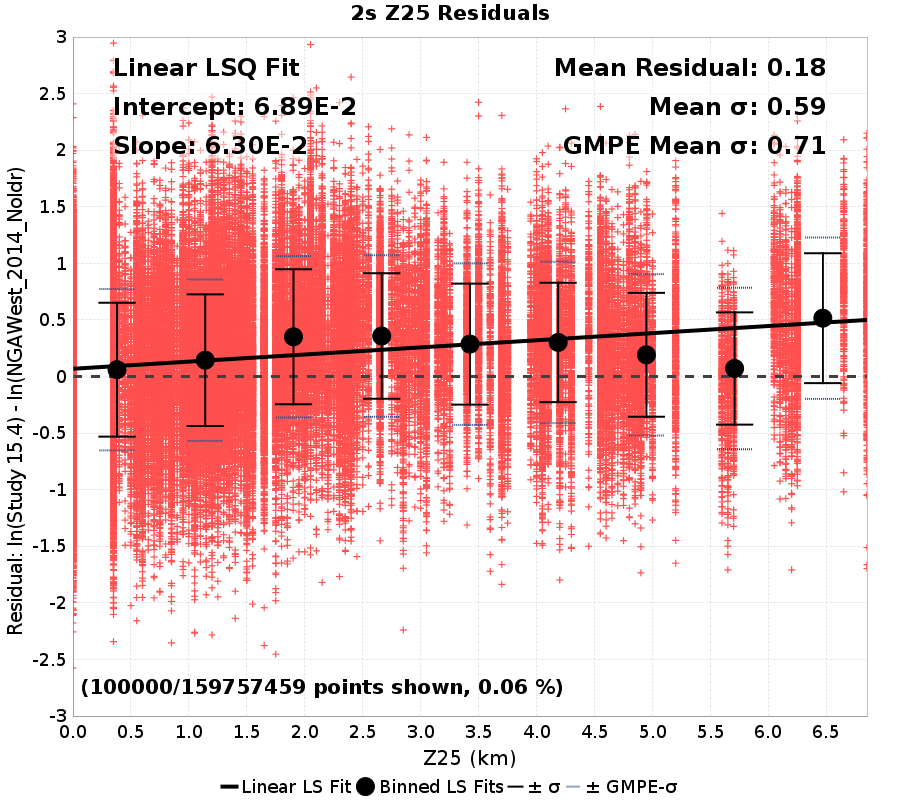 2s Z25 Residuals
Linear LSQ Fit
Intercept: 6.89E-2
Slope: 6.30E-2
Mean Residual: 0.18
Mean σ: 0.59
GMPE Mean σ: 0.71
Residual: ln(Study 15.4) - ln(NGAWest_2014_NoIdr)
3
2.5
2
1.5
1
0.5
0
-0.5
-1
-1.5
-2
-2.5
-3
(100000/159757459 points shown, 0.06 %)
0.0 0.5 1.0 1.5 2.0 2.5 3.0 3.5 4.0 4.5 5.0 5.5 6.0 6.5
Z25 (km)
Linear LS Fit Binned LS Fits ± σ ± GMPE-σ